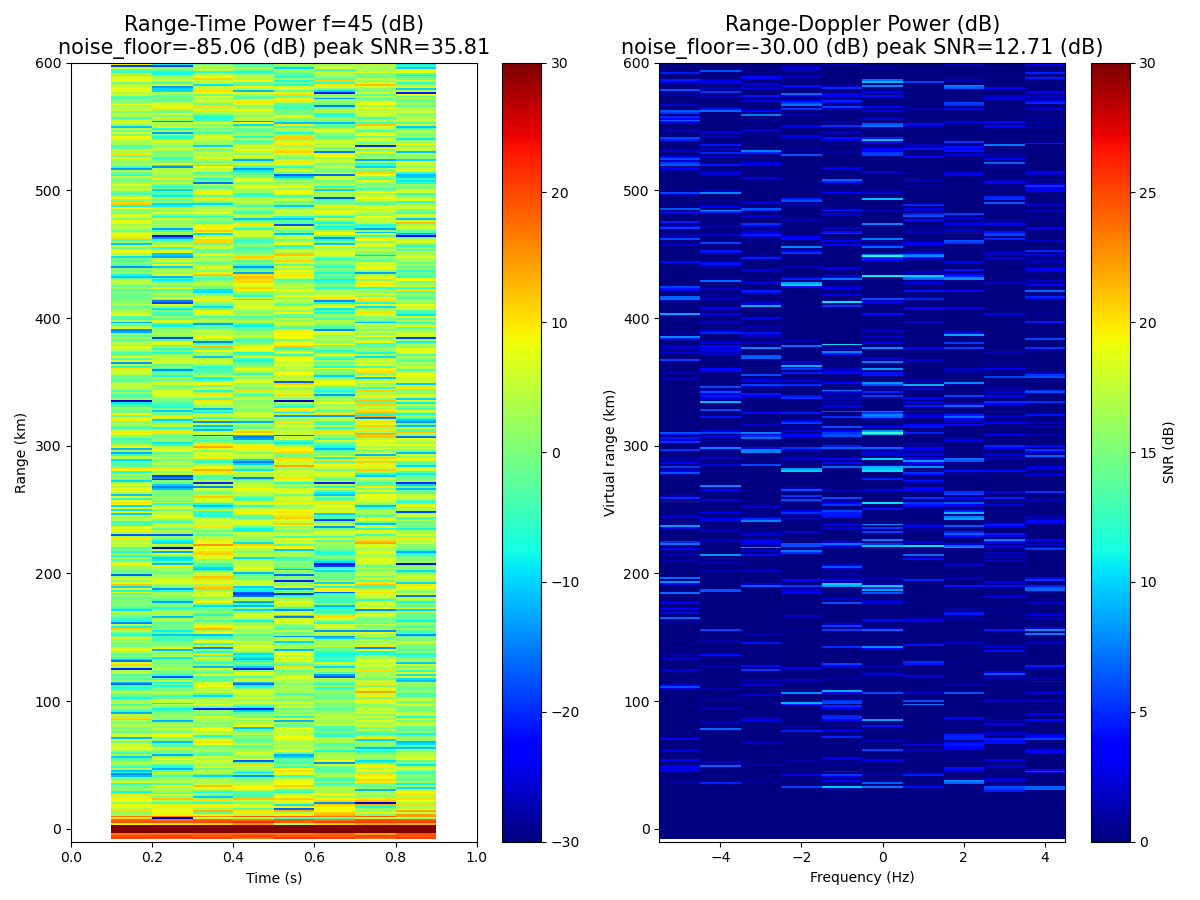 Range-Time Power f=45 (dB)
noise_floor=-85.06 (dB) peak SNR=35.81
Range-Doppler Power (dB)
noise_floor=-30.00 (dB) peak SNR=12.71 (dB)
Range (km)
600
500
400
300
200
100
0
0.0 0.2 0.4 0.6 0.8 1.0
Time (s)
30
20
10
0
−10
−20
−30
Virtual range (km)
600
500
400
300
200
100
0
−4 −2 0 2 4
Frequency (Hz)
30
25
20
15
10
5
0
SNR (dB)